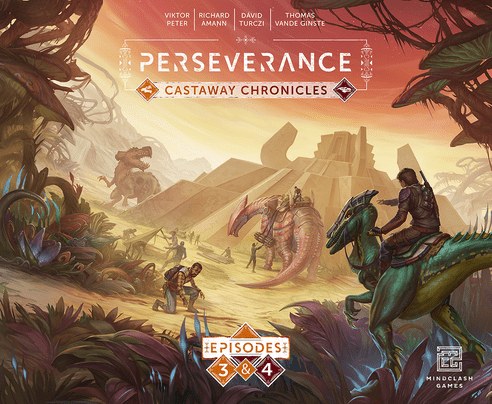 VIKTOR PETER
RICHARD AMANN
DÁVID TURCZI
THOMAS VANDE GINSTE
PERSEVERANCE
CASTAWAY CHRONICLES
EPISODES
3 & 4
MINDCLASH
GAMES